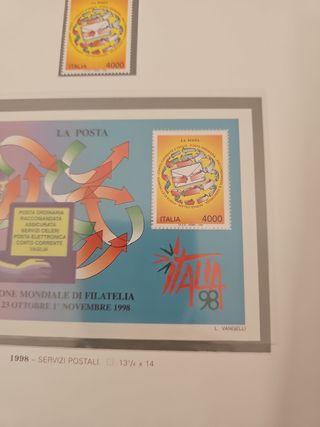 ITALIA 4000
LA POSTA
LA POSTA
ITALIA 4000
POSTA ORDINARIA
RACCOMANDATA
ASSICURATA
SERVIZI CELERI
POSTA ELETTRONICA
CONTO CORRENTE
VAGLIA
ITALIA
98
ONE MONDIALE DI FILATELIA
23 OTTOBRE 1° NOVEMBRE 1998
L. VANGELLI
1998 – SERVIZI POSTALI. □ 13¼ x 14